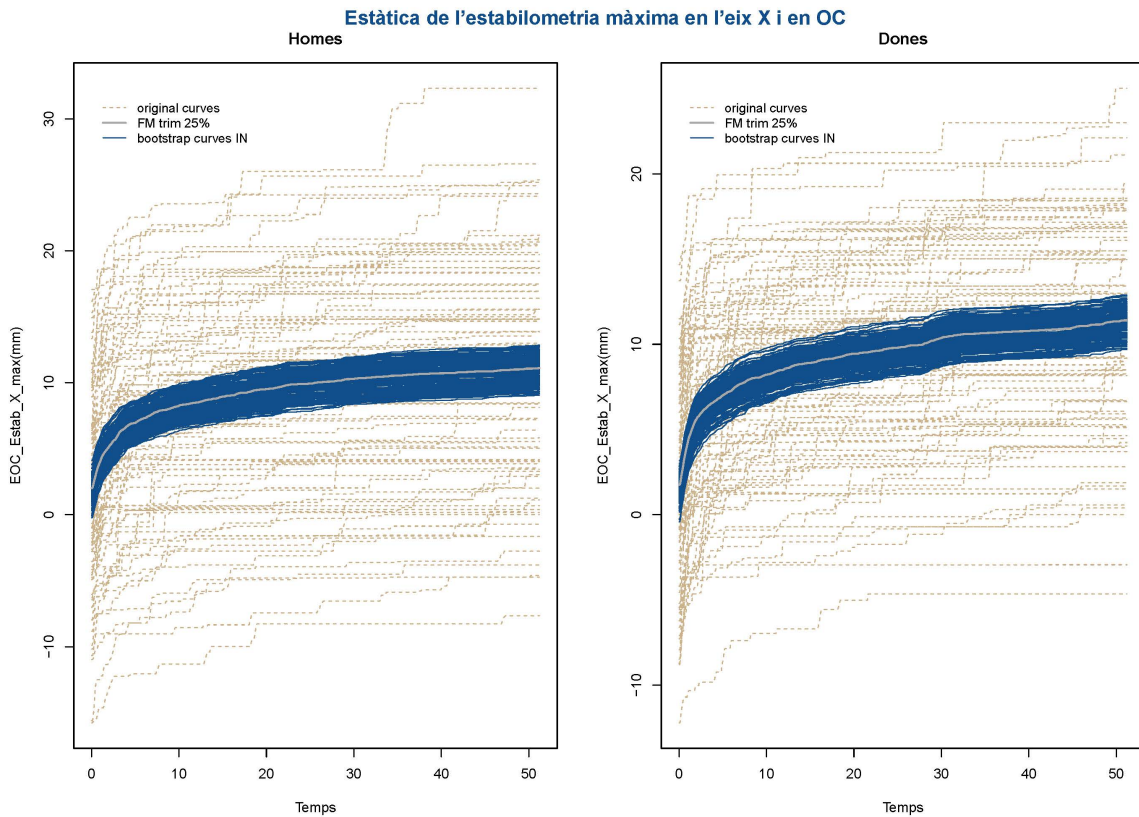 Estàtica de l'estabilometria màxima en l'eix X i en OC
Homes
original curves
FM trim 25%
bootstrap curves IN
EOC_Estab_X_max(mm)
30
20
10
0
−10
0 10 20 30 40 50
Temps
Dones
original curves
FM trim 25%
bootstrap curves IN
EOC_Estab_X_max(mm)
20
10
0
−10
0 10 20 30 40 50
Temps